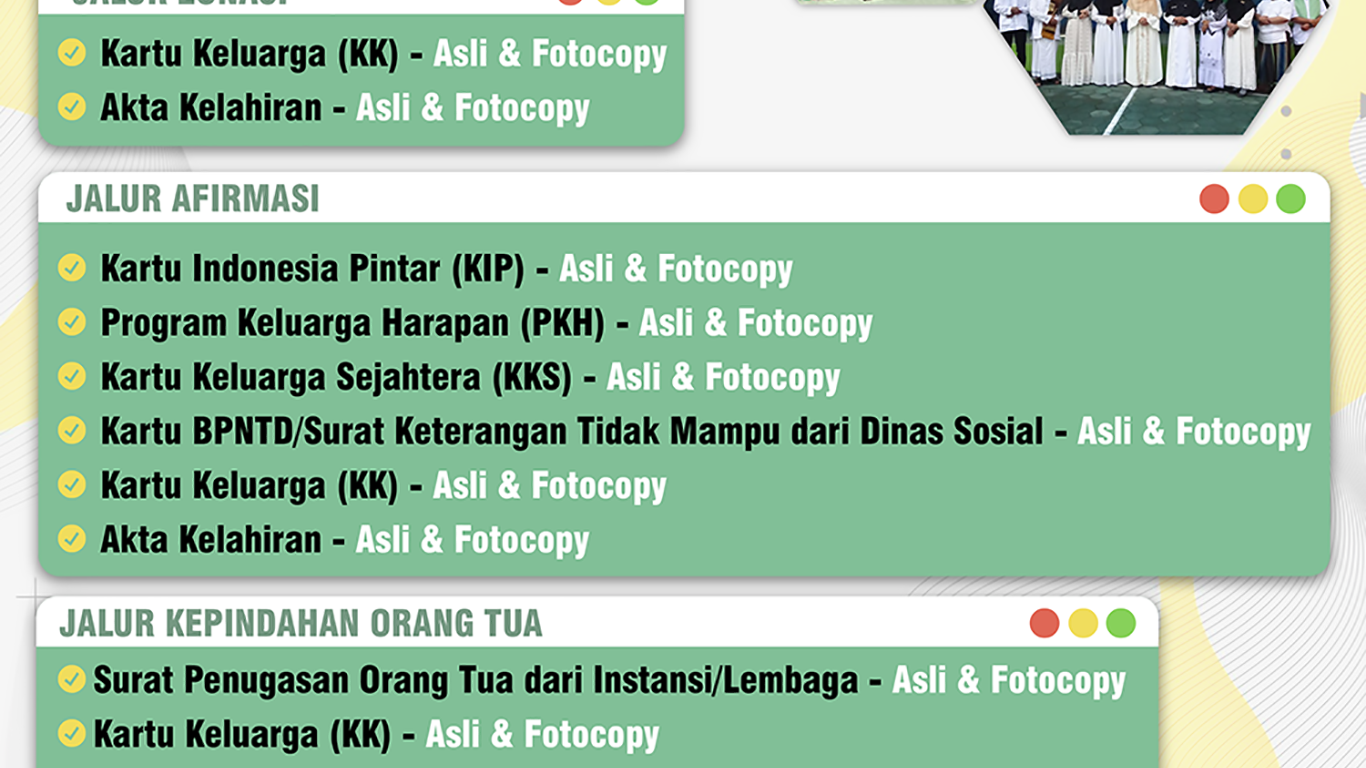 JALUR ZONASI
Kartu Keluarga (KK) - Asli & Fotocopy
Akta Kelahiran - Asli & Fotocopy
JALUR AFIRMASI
Kartu Indonesia Pintar (KIP) - Asli & Fotocopy
Program Keluarga Harapan (PKH) - Asli & Fotocopy
Kartu Keluarga Sejahtera (KKS) - Asli & Fotocopy
Kartu BPNTD/Surat Keterangan Tidak Mampu dari Dinas Sosial - Asli & Fotocopy
Kartu Keluarga (KK) - Asli & Fotocopy
Akta Kelahiran - Asli & Fotocopy
JALUR KEPINDAHAN ORANG TUA
Surat Penugasan Orang Tua dari Instansi/Lembaga - Asli & Fotocopy
Kartu Keluarga (KK) - Asli & Fotocopy